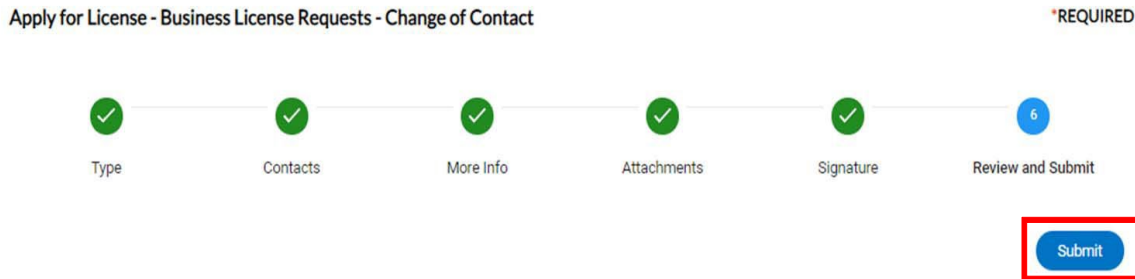 Apply for License - Business License Requests - Change of Contact
*REQUIRED
6
Type Contacts More Info Attachments Signature Review and Submit
Submit